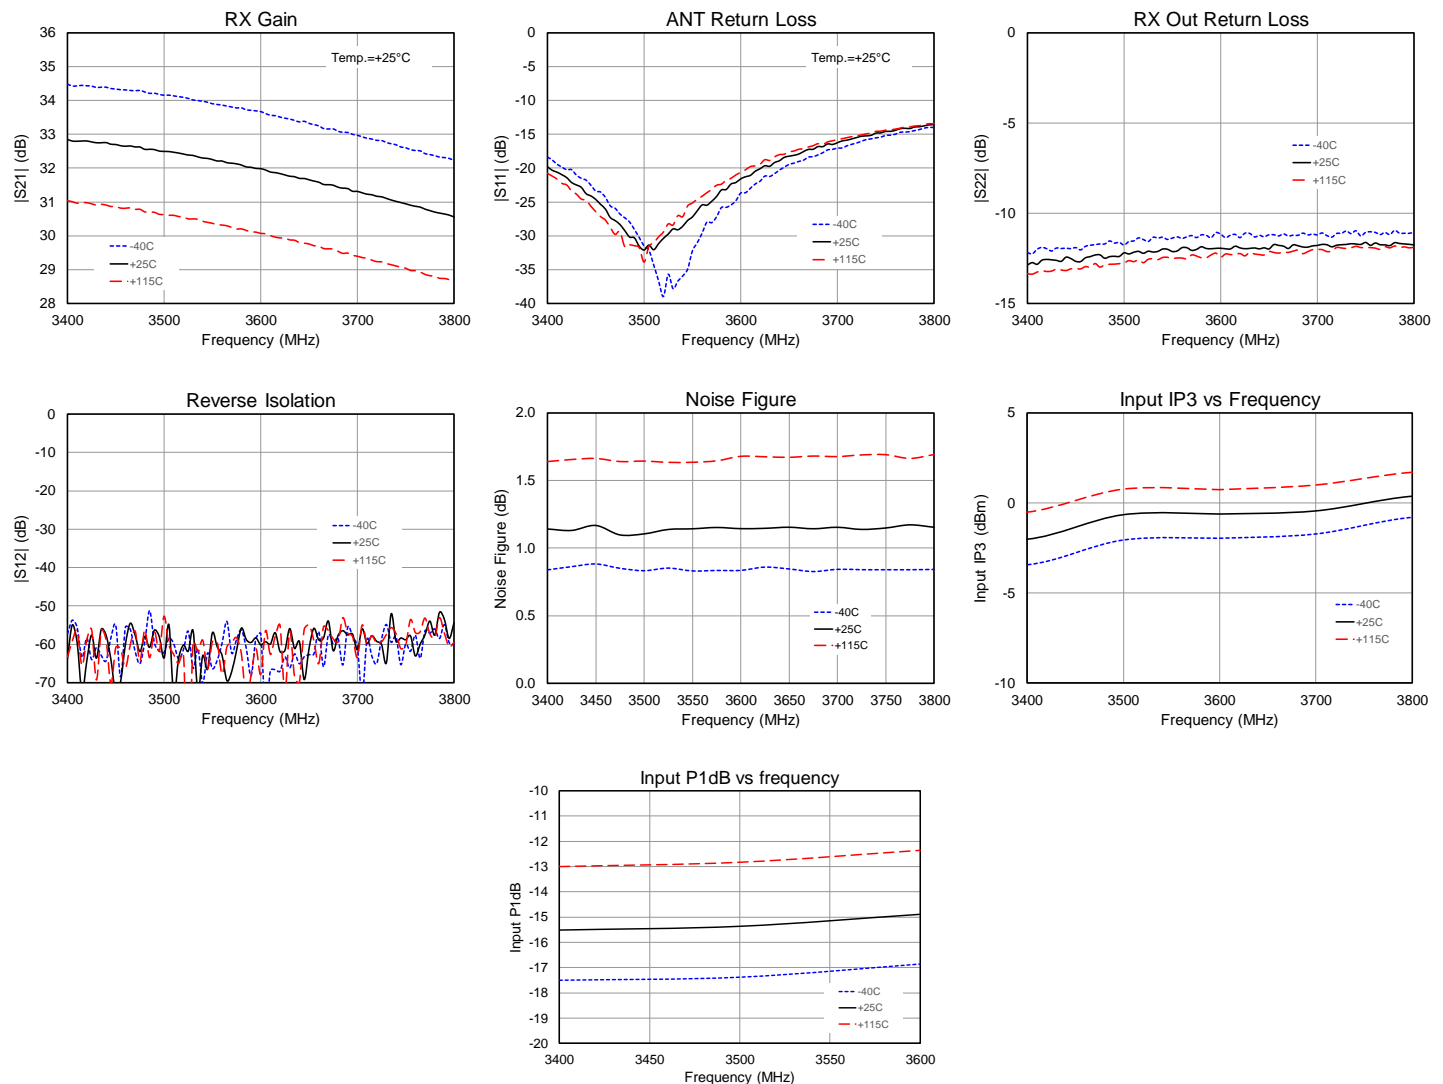 RX Gain
|S21| (dB)
36
35
34
33
32
31
30
29
28
Temp.=+25°C
-40C
+25C
+115C
3400 3500 3600 3700 3800
Frequency (MHz)
ANT Return Loss
|S11| (dB)
0
-5
-10
-15
-20
-25
-30
-35
-40
Temp.=+25°C
-40C
+25C
+115C
3400 3500 3600 3700 3800
Frequency (MHz)
RX Out Return Loss
|S22| (dB)
0
-5
-10
-15
-40C
+25C
+115C
3400 3500 3600 3700 3800
Frequency (MHz)
Reverse Isolation
|S12| (dB)
0
-10
-20
-30
-40
-50
-60
-70
-40C
+25C
+115C
3400 3500 3600 3700 3800
Frequency (MHz)
Noise Figure
Noise Figure (dB)
2.0
1.5
1.0
0.5
0.0
-40C
+25C
+115C
3400 3450 3500 3550 3600 3650 3700 3750 3800
Frequency (MHz)
Input IP3 vs Frequency
Input IP3 (dBm)
5
0
-5
-10
-40C
+25C
+115C
3400 3500 3600 3700 3800
Frequency (MHz)
Input P1dB vs frequency
Input P1dB
-10
-11
-12
-13
-14
-15
-16
-17
-18
-19
-20
-40C
+25C
+115C
3400 3450 3500 3550 3600
Frequency (MHz)